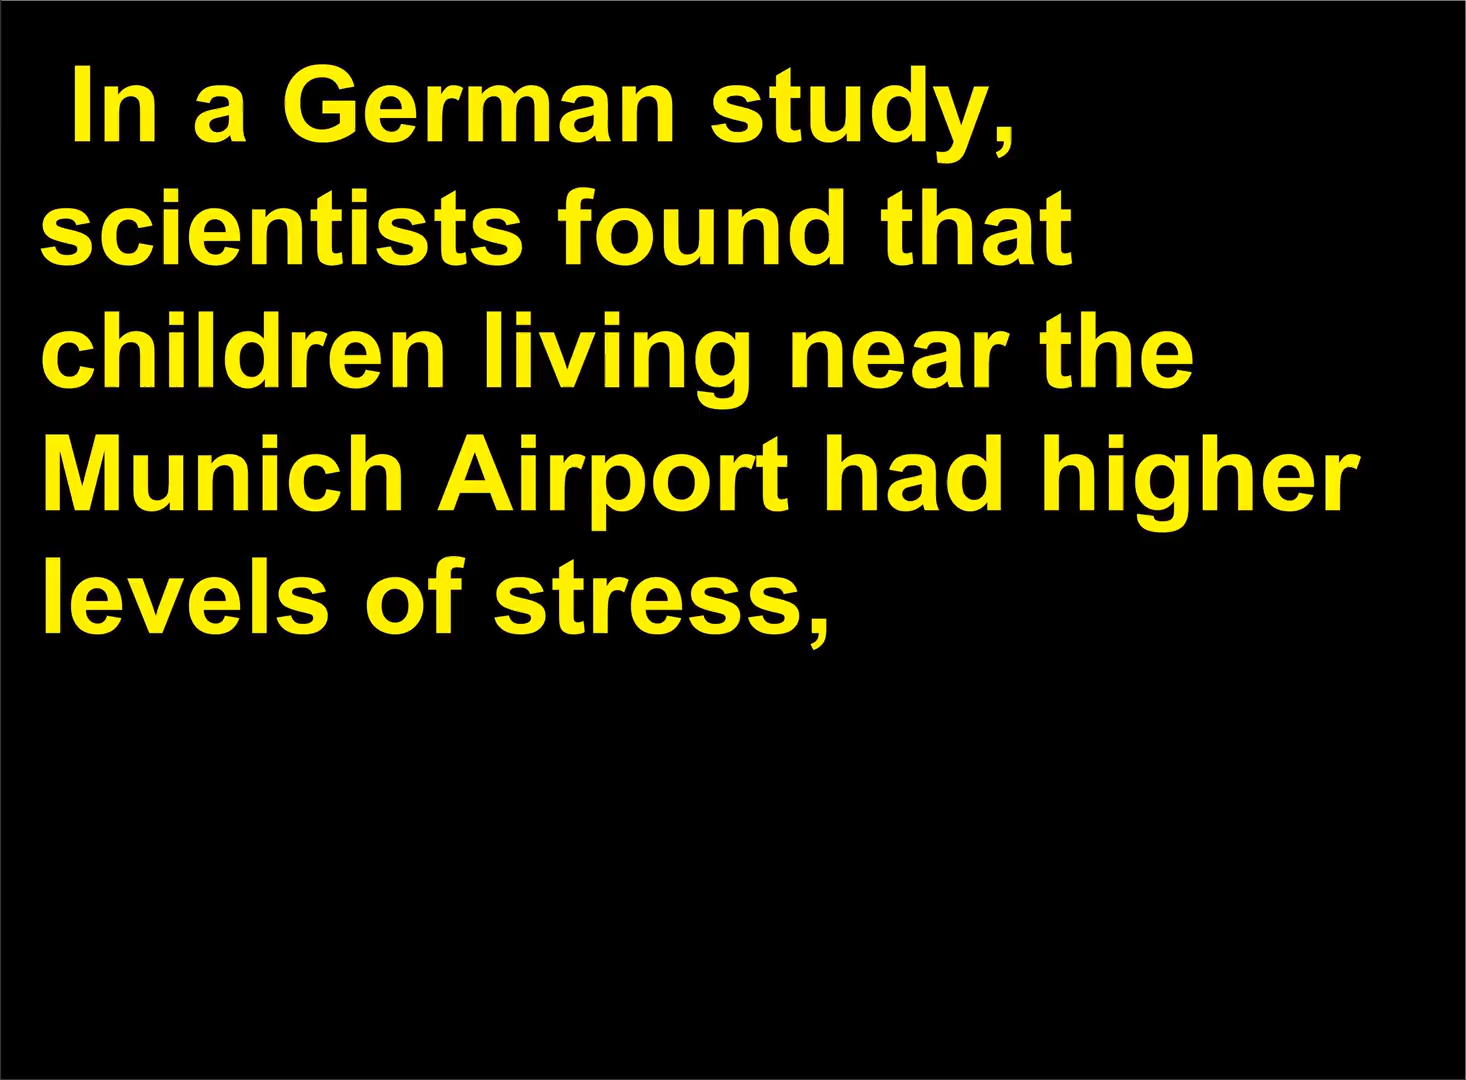 In a German study,
scientists found that
children living near the
Munich Airport had higher
levels of stress,